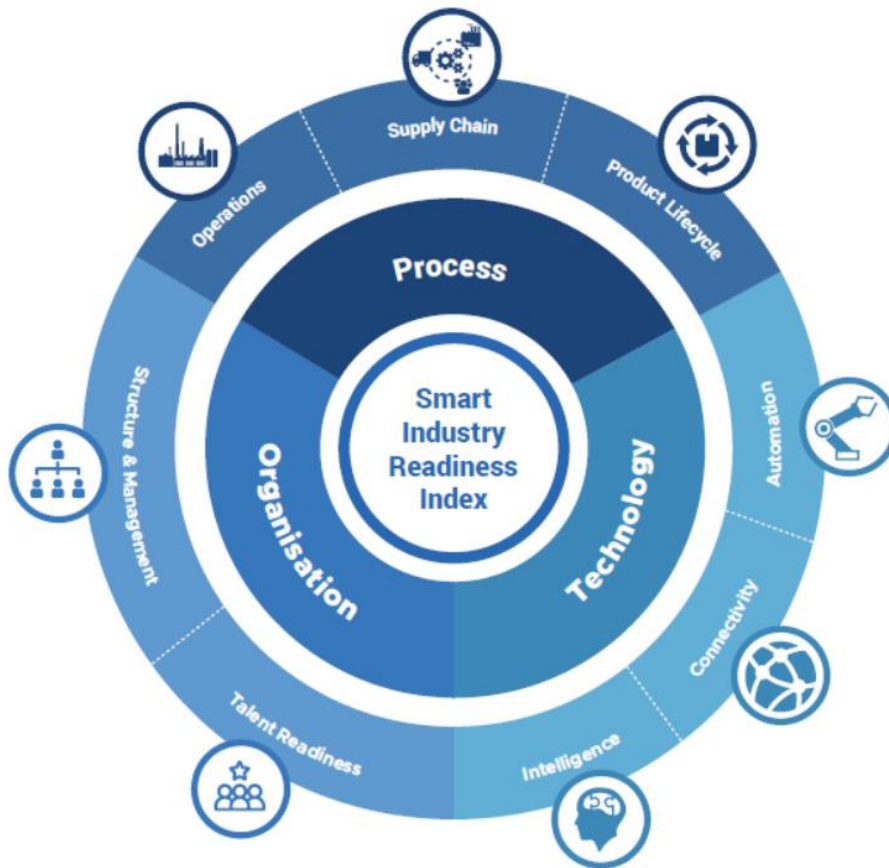 Supply Chain
Product Lifecycle
Operations
Process
Automation
Structure & Management
Smart
Industry
Readiness
Index
Organisation
Technology
Connectivity
Talent Readiness
Intelligence